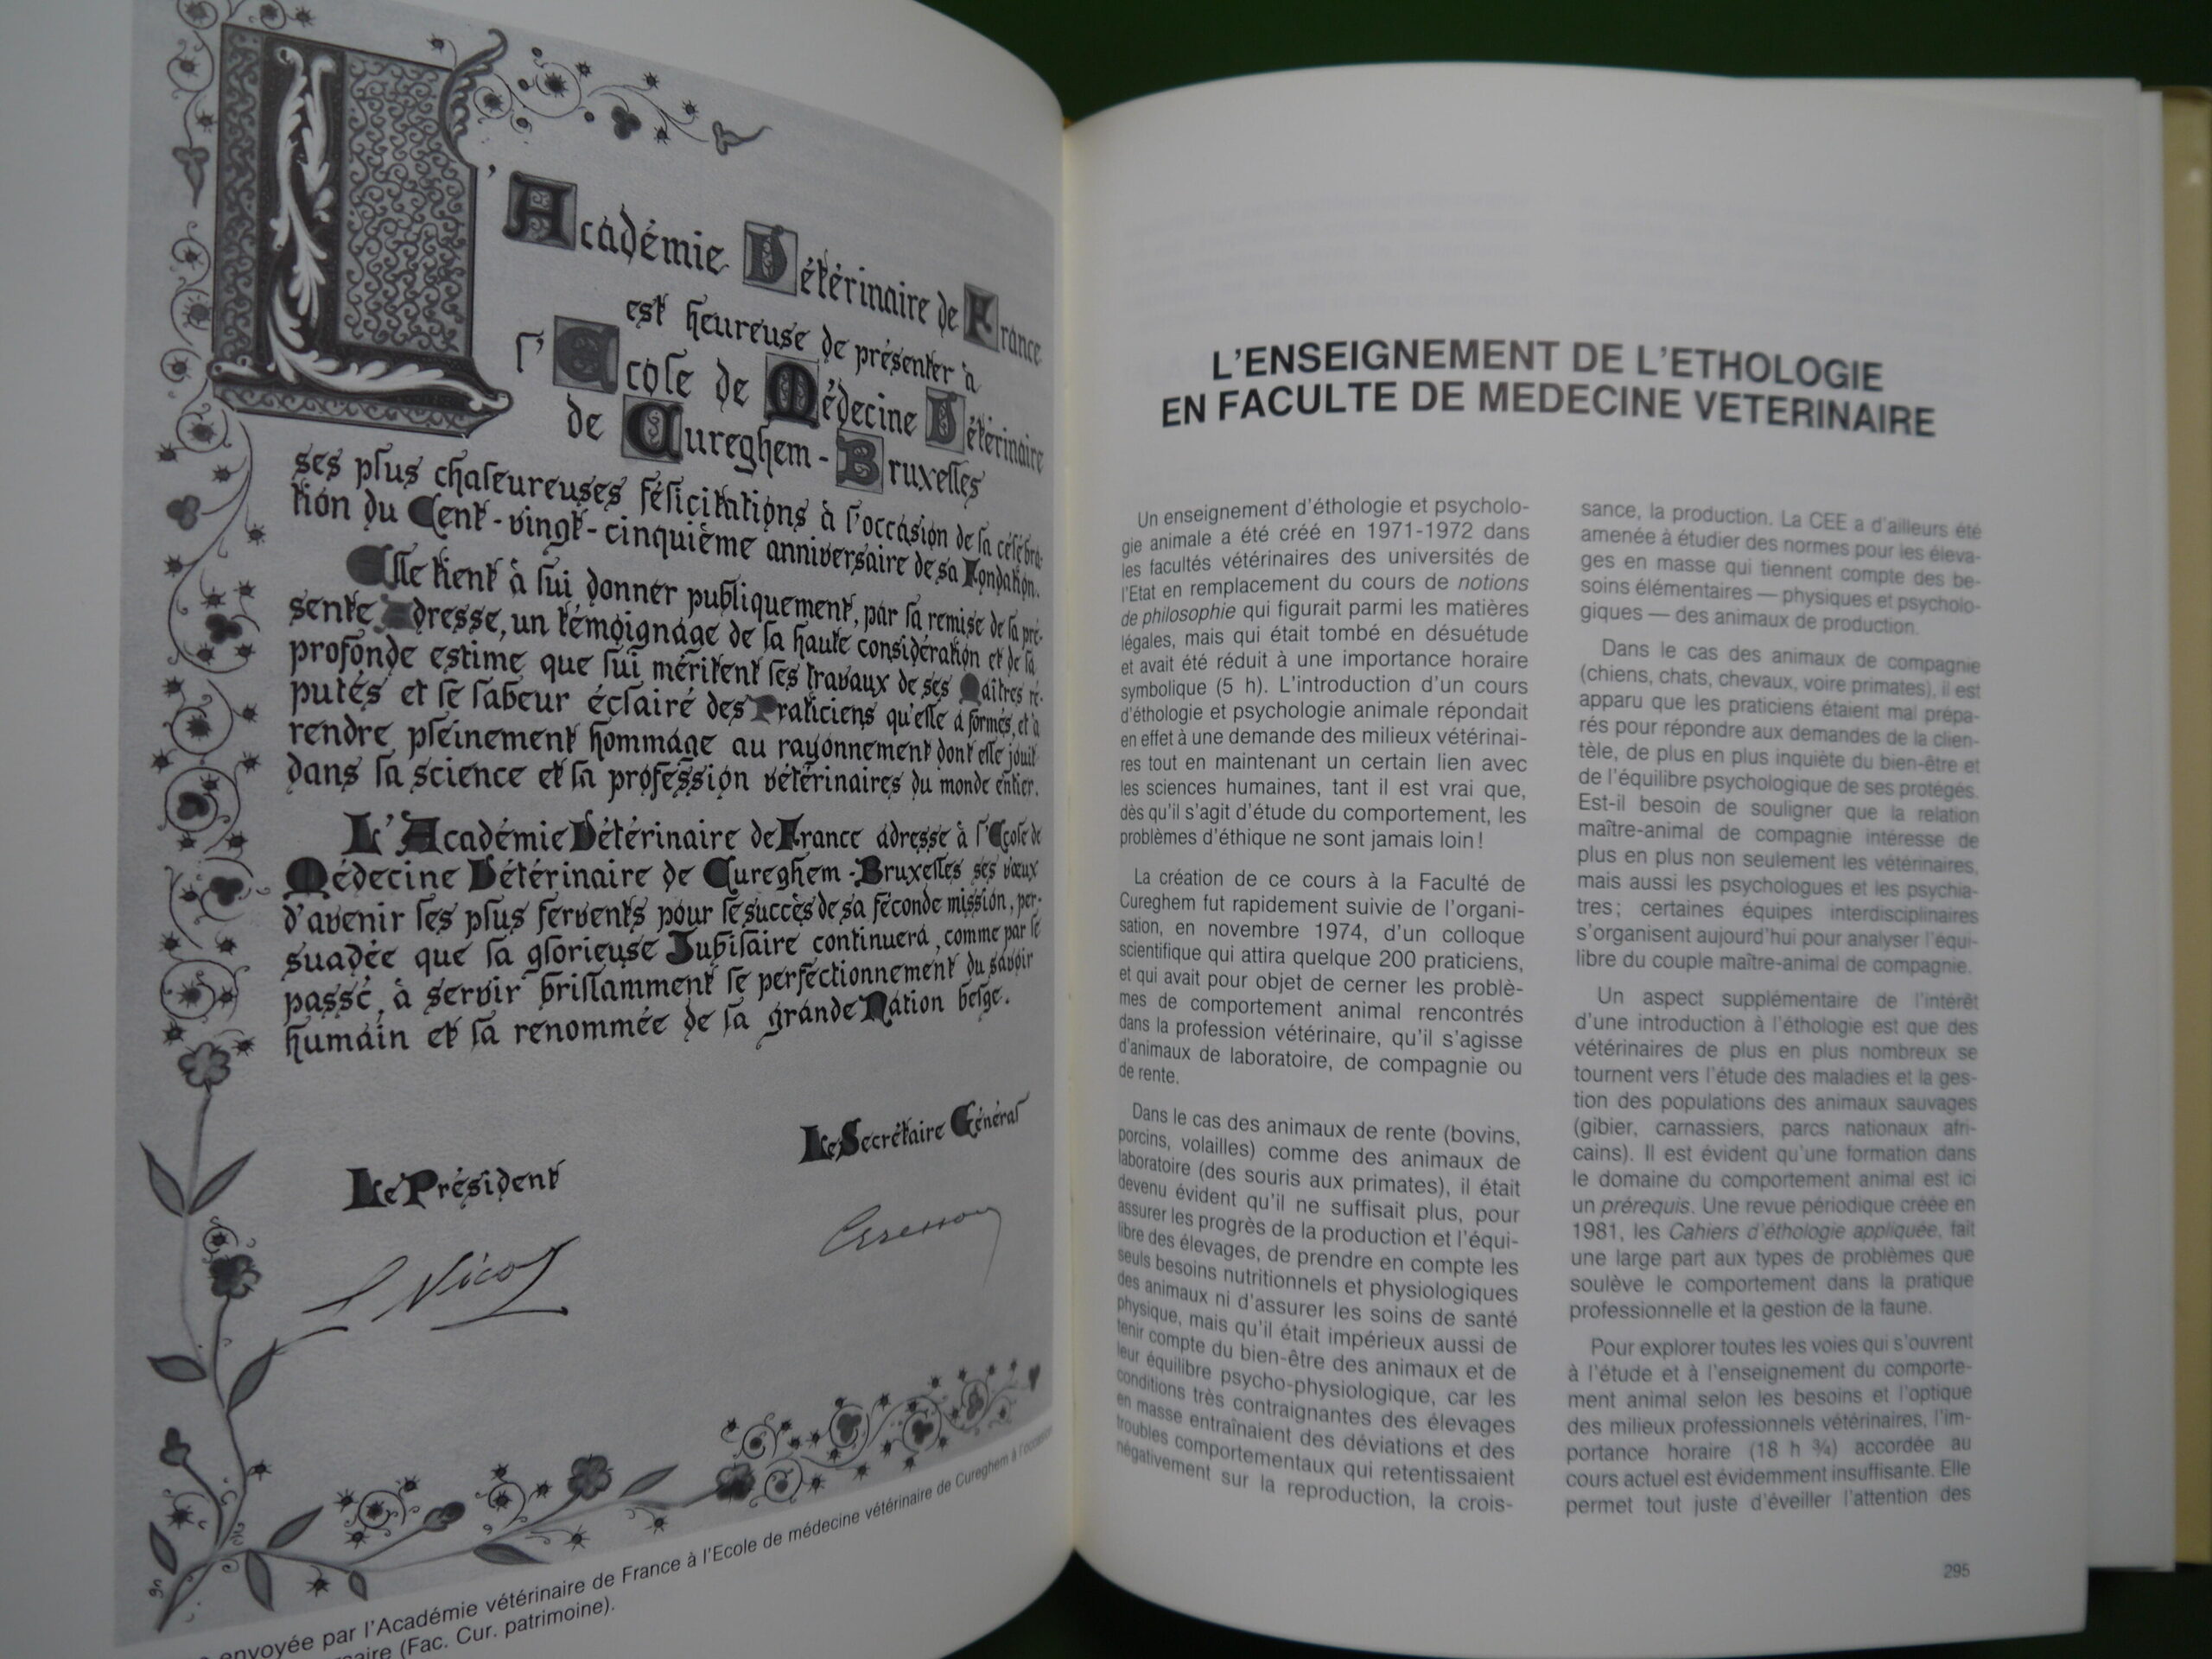 L'Académie Vétérinaire de France
est heureuse de présenter à
l'Ecole de Médecine Vétérinaire
de Cureghem-Bruxelles
ses plus chaleureuses félicitations à l'occasion de la célébra-
tion du Cent-vingt-cinquième anniversaire de sa Fondation.
Elle tient à lui donner publiquement, par la remise de la pré-
sente Adresse, un témoignage de la haute considération et de la
profonde estime que lui méritent les travaux de ses Maîtres ré-
putés et le labeur éclairé des Praticiens qu'elle a formés, et à
rendre pleinement hommage au rayonnement dont elle jouit
dans la science et la profession vétérinaires du monde entier.
L'Académie Vétérinaire de France adresse à l'Ecole de
Médecine Vétérinaire de Cureghem-Bruxelles ses vœux
d'avenir les plus fervents pour le succès de sa féconde mission, per-
suadée que la glorieuse Jubilaire continuera, comme par le
passé, à servir brillamment le perfectionnement du savoir
humain et la renommée de la grande Nation belge.
Le Secrétaire Général
Le Président
envoyée par l'Académie vétérinaire de France à l'Ecole de médecine vétérinaire de Cureghem à l'occasion
(Fac. Cur. patrimoine).
L'ENSEIGNEMENT DE L'ETHOLOGIE
EN FACULTE DE MEDECINE VETERINAIRE
Un enseignement d'éthologie et psycholo-
gie animale a été créé en 1971-1972 dans
les facultés vétérinaires des universités de
l'Etat en remplacement du cours de notions
de philosophie qui figurait parmi les matières
légales, mais qui était tombé en désuétude
et avait été réduit à une importance horaire
symbolique (5 h). L'introduction d'un cours
d'éthologie et psychologie animale répondait
en effet à une demande des milieux vétérinai-
res tout en maintenant un certain lien avec
les sciences humaines, tant il est vrai que,
dès qu'il s'agit d'étude du comportement, les
problèmes d'éthique ne sont jamais loin !
La création de ce cours à la Faculté de
Cureghem fut rapidement suivie de l'organi-
sation, en novembre 1974, d'un colloque
scientifique qui attira quelque 200 praticiens,
et qui avait pour objet de cerner les problè-
mes de comportement animal rencontrés
dans la profession vétérinaire, qu'il s'agisse
d'animaux de laboratoire, de compagnie ou
de rente.
Dans le cas des animaux de rente (bovins,
porcins, volailles) comme des animaux de
laboratoire (des souris aux primates), il était
devenu évident qu'il ne suffisait plus, pour
assurer les progrès de la production et l'équi-
libre des élevages, de prendre en compte les
seuls besoins nutritionnels et physiologiques
des animaux ni d'assurer les soins de santé
physique, mais qu'il était impérieux aussi de
tenir compte du bien-être des animaux et de
leur équilibre psycho-physiologique, car les
conditions très contraignantes des élevages
en masse entraînaient des déviations et des
troubles comportementaux qui retentissaient
négativement sur la reproduction, la crois-
sance, la production. La CEE a d'ailleurs été
amenée à étudier des normes pour les éleva-
ges en masse qui tiennent compte des be-
soins élémentaires — physiques et psycholo-
giques — des animaux de production.
Dans le cas des animaux de compagnie
(chiens, chats, chevaux, voire primates), il est
apparu que les praticiens étaient mal prépa-
rés pour répondre aux demandes de la clien-
tèle, de plus en plus inquiète du bien-être et
de l'équilibre psychologique de ses protégés.
Est-il besoin de souligner que la relation
maître-animal de compagnie intéresse de
plus en plus non seulement les vétérinaires,
mais aussi les psychologues et les psychia-
tres; certaines équipes interdisciplinaires
s'organisent aujourd'hui pour analyser l'équi-
libre du couple maître-animal de compagnie.
Un aspect supplémentaire de l'intérêt
d'une introduction à l'éthologie est que des
vétérinaires de plus en plus nombreux se
tournent vers l'étude des maladies et la ges-
tion des populations des animaux sauvages
(gibier, carnassiers, parcs nationaux afri-
cains). Il est évident qu'une formation dans
le domaine du comportement animal est ici
un prérequis. Une revue périodique créée en
1981, les Cahiers d'éthologie appliquée, fait
une large part aux types de problèmes que
soulève le comportement dans la pratique
professionnelle et la gestion de la faune.
Pour explorer toutes les voies qui s'ouvrent
à l'étude et à l'enseignement du comporte-
ment animal selon les besoins et l'optique
des milieux professionnels vétérinaires, l'im-
portance horaire (18 h ¾) accordée au
cours actuel est évidemment insuffisante. Elle
permet tout juste d'éveiller l'attention des
295